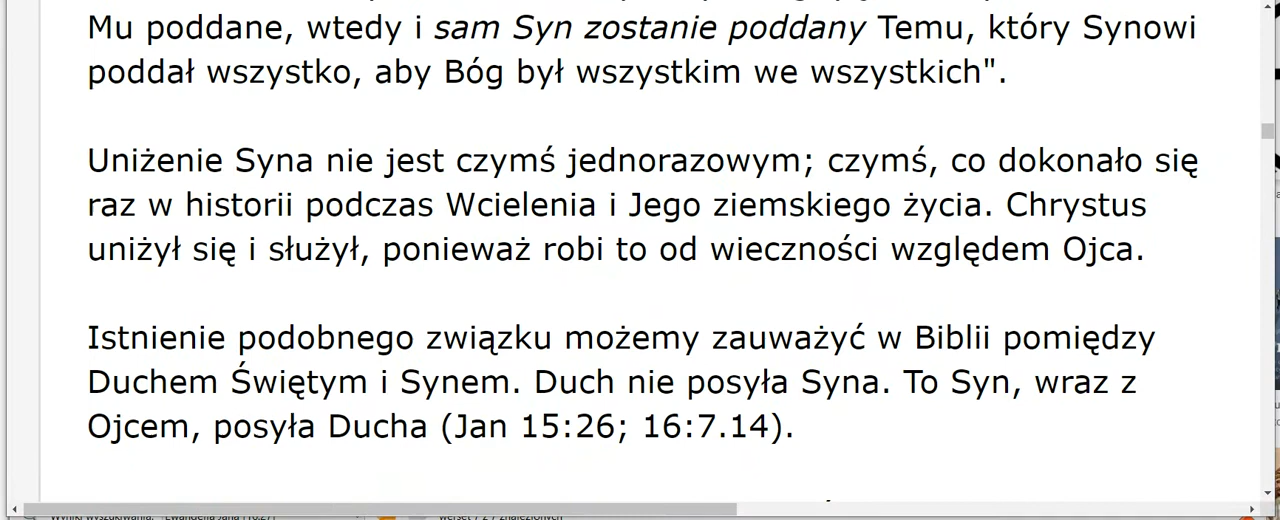 Mu poddane, wtedy i sam Syn zostanie poddany Temu, który Synowi
poddał wszystko, aby Bóg był wszystkim we wszystkich".
Uniżenie Syna nie jest czymś jednorazowym; czymś, co dokonało się
raz w historii podczas Wcielenia i Jego ziemskiego życia. Chrystus
uniżył się i służył, ponieważ robi to od wieczności względem Ojca.
Istnienie podobnego związku możemy zauważyć w Biblii pomiędzy
Duchem Świętym i Synem. Duch nie posyła Syna. To Syn, wraz z
Ojcem, posyła Ducha (Jan 15:26; 16:7.14).